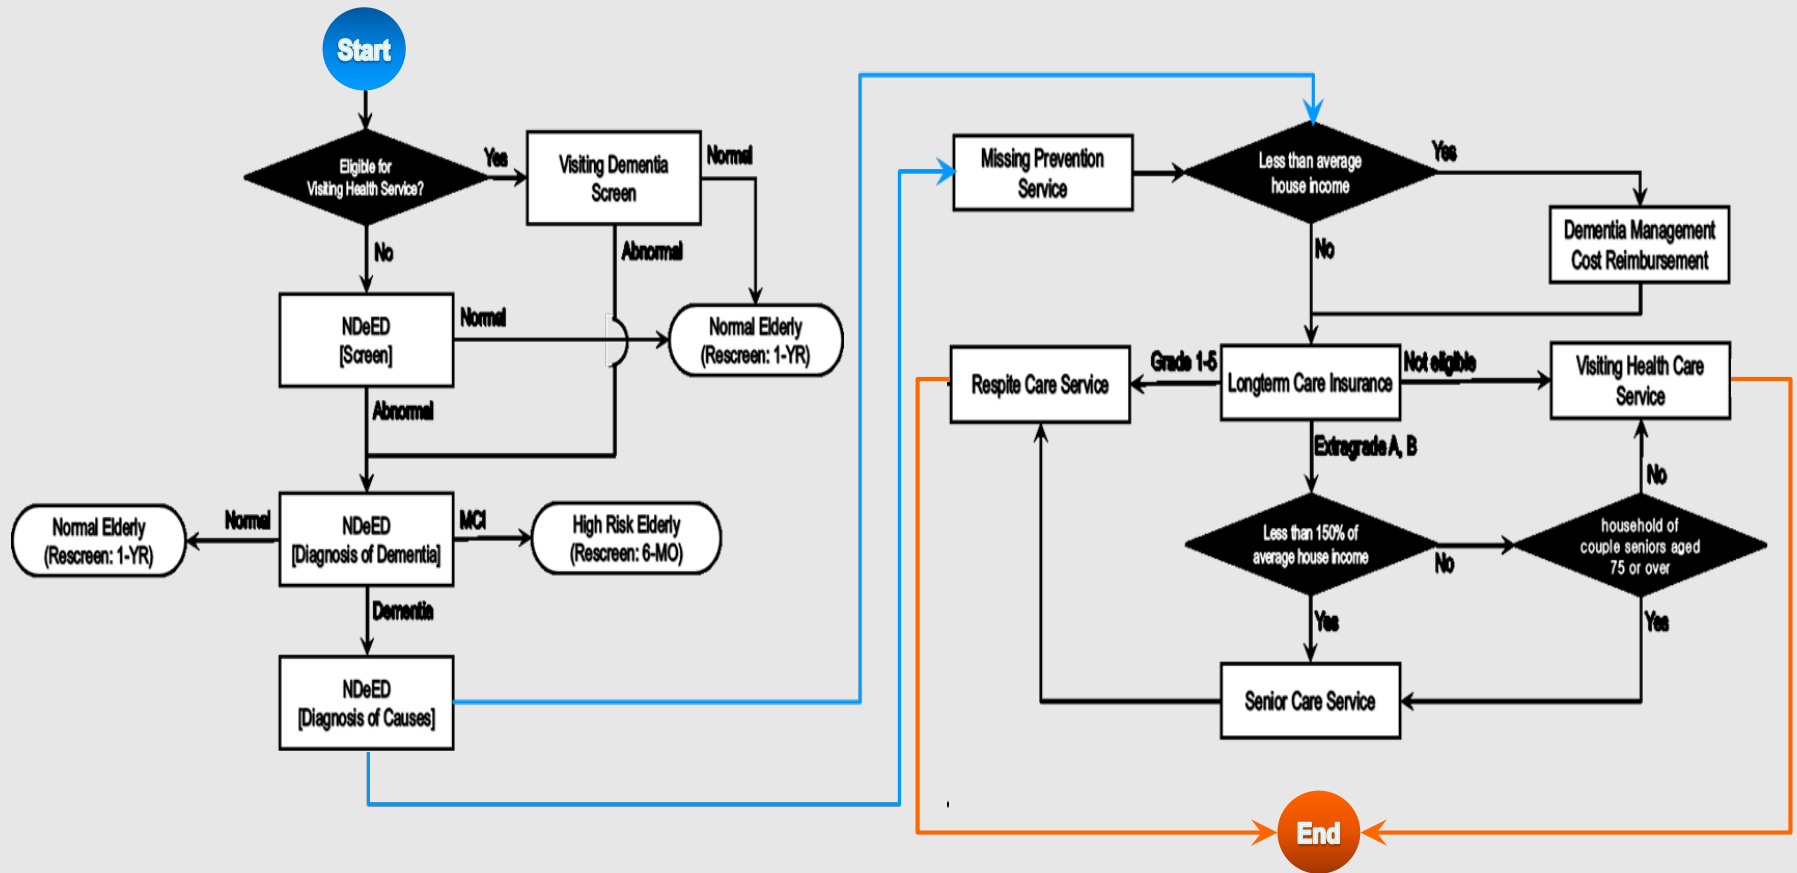 Start
Eligible for
Visiting Health Service?
Yes
Visiting Dementia
Screen
Normal
No
Abnormal
NDeED
[Screen]
Normal
Normal Elderly
(Rescreen: 1-YR)
Abnormal
Normal Elderly
(Rescreen: 1-YR)
Normal
NDeED
[Diagnosis of Dementia]
MCI
High Risk Elderly
(Rescreen: 6-MO)
Dementia
NDeED
[Diagnosis of Causes]
Missing Prevention
Service
Less than average
house income
Yes
No
Dementia Management
Cost Reimbursement
Respite Care Service
Grade 1-5
Longterm Care Insurance
Not eligible
Visiting Health Care
Service
Extragrade A, B
No
Less than 150% of
average house income
No
household of
couple seniors aged
75 or over
Yes
Yes
Senior Care Service
End